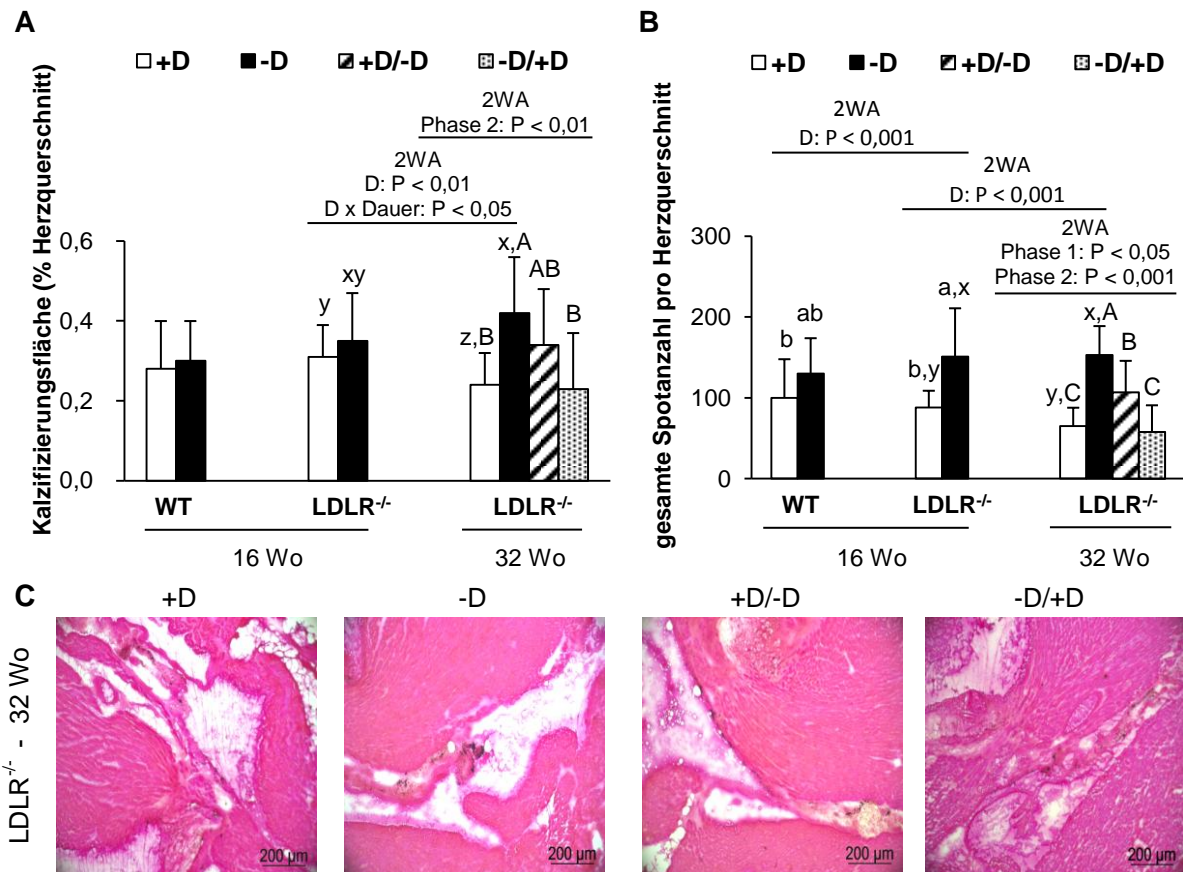 A
+D -D +D/-D -D/+D
2WA
Phase 2: P < 0,01
2WA
D: P < 0,01
D x Dauer: P < 0,05
Kalzifizierungsfläche (% Herzquerschnitt)
0,6
0,4
0,2
0,0
y
xy
z,B
x,A
AB
B
WT
LDLR-/-
LDLR-/-
16 Wo
32 Wo
B
+D -D +D/-D -D/+D
2WA
D: P < 0,001
2WA
D: P < 0,001
2WA
Phase 1: P < 0,05
Phase 2: P < 0,001
gesamte Spotanzahl pro Herzquerschnitt
300
200
100
0
b
ab
b,y
a,x
y,C
x,A
B
C
WT
LDLR-/-
LDLR-/-
16 Wo
32 Wo
C
+D
-D
+D/-D
-D/+D
LDLR-/- - 32 Wo
200 µm
200 µm
200 µm
200 µm